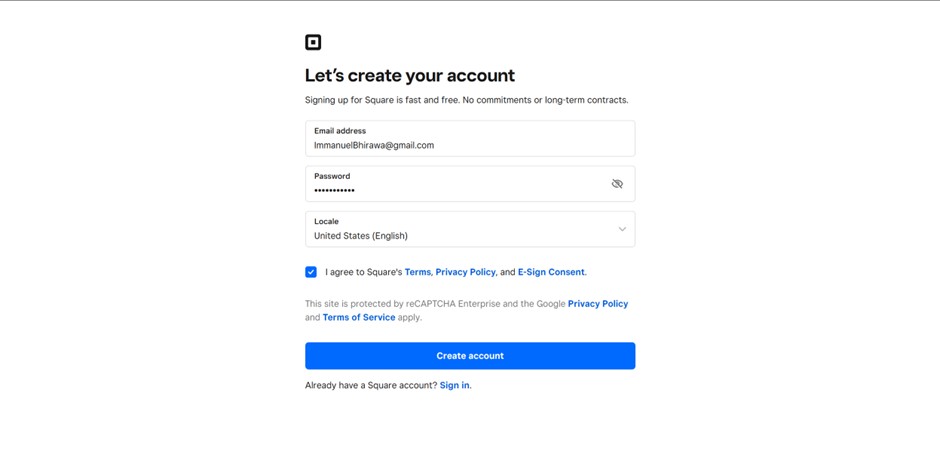 Let's create your account
Signing up for Square is fast and free. No commitments or long-term contracts.
Email address
ImmanuelBhirawa@gmail.com
Password
•••••••••••
Locale
United States (English)
I agree to Square's Terms, Privacy Policy, and E-Sign Consent.
This site is protected by reCAPTCHA Enterprise and the Google Privacy Policy
and Terms of Service apply.
Create account
Already have a Square account? Sign in.